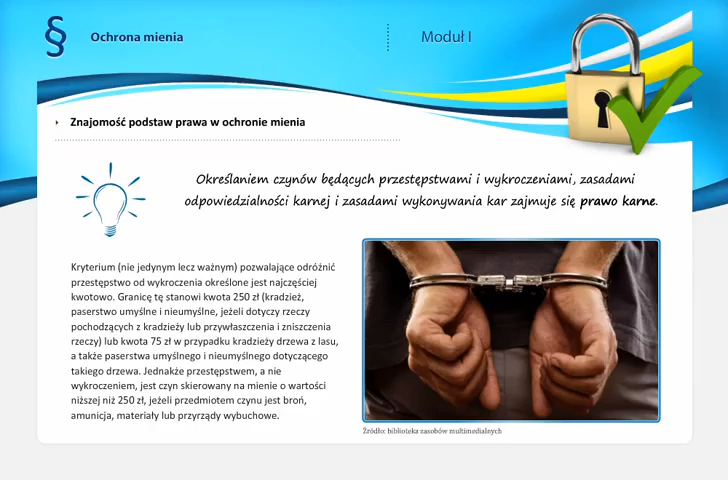 §
Ochrona mienia
Moduł I
Znajomość podstaw prawa w ochronie mienia
Określaniem czynów będących przestępstwami i wykroczeniami, zasadami
odpowiedzialności karnej i zasadami wykonywania kar zajmuje się prawo karne.
Kryterium (nie jedynym lecz ważnym) pozwalające odróżnić
przestępstwo od wykroczenia określone jest najczęściej
kwotowo. Granicę tę stanowi kwota 250 zł (kradzież,
paserstwo umyślne i nieumyślne, jeżeli dotyczy rzeczy
pochodzących z kradzieży lub przywłaszczenia i zniszczenia
rzeczy) lub kwota 75 zł w przypadku kradzieży drzewa z lasu,
a także paserstwa umyślnego i nieumyślnego dotyczącego
takiego drzewa. Jednakże przestępstwem, a nie
wykroczeniem, jest czyn skierowany na mienie o wartości
niższej niż 250 zł, jeżeli przedmiotem czynu jest broń,
amunicja, materiały lub przyrządy wybuchowe.
Źródło: biblioteka zasobów multimedialnych